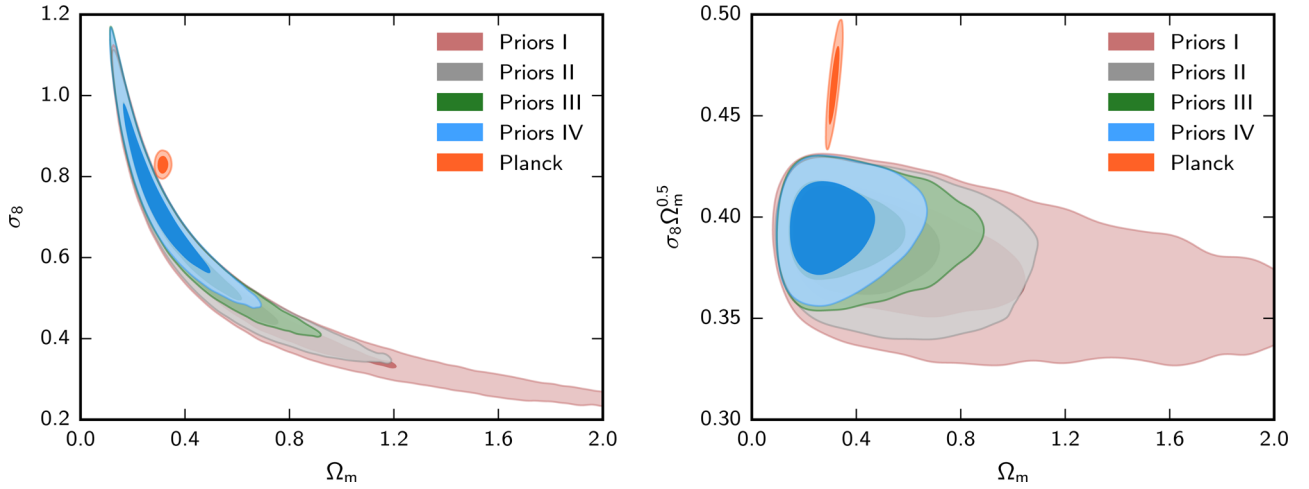 1.2
1.0
0.8
0.6
0.4
0.2
σ₈
0.0 0.4 0.8 1.2 1.6 2.0
Ωₘ
Priors I
Priors II
Priors III
Priors IV
Planck
0.50
0.45
0.40
0.35
0.30
σ₈Ωₘ^0.5
0.0 0.4 0.8 1.2 1.6 2.0
Ωₘ
Priors I
Priors II
Priors III
Priors IV
Planck